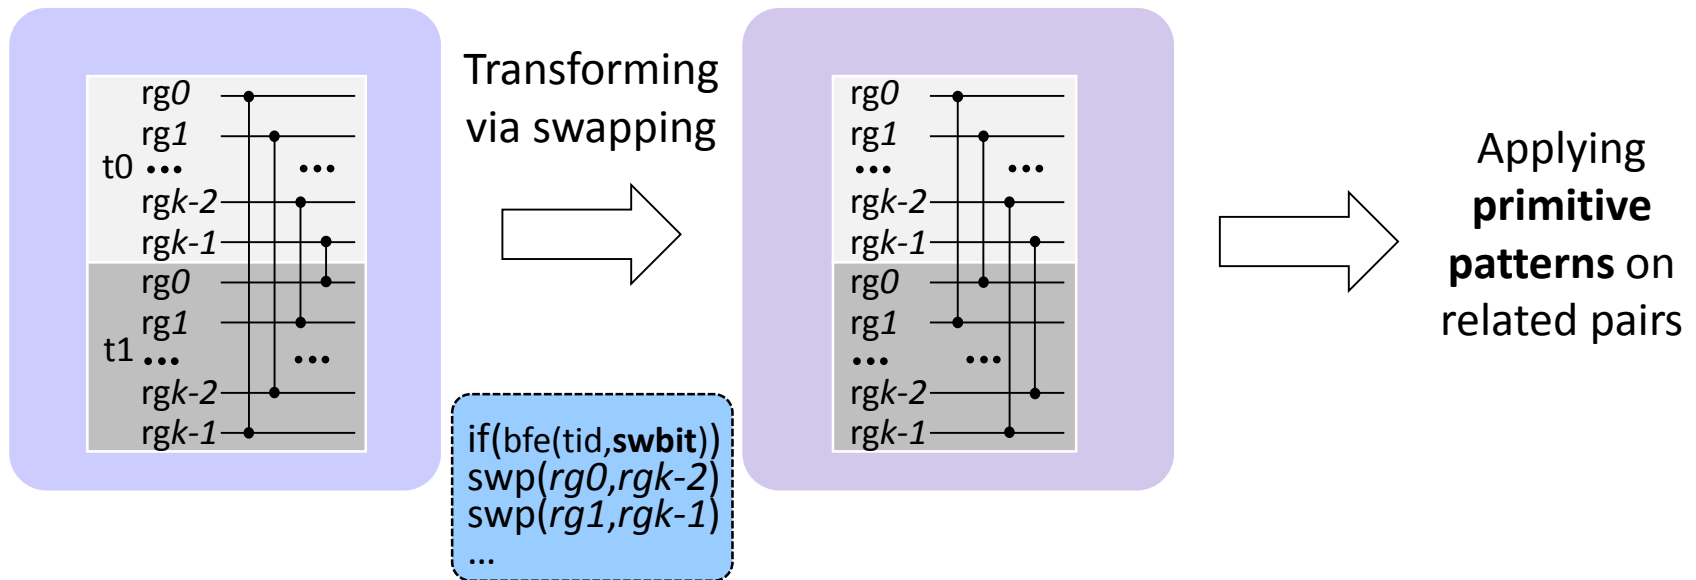 rg0
rg1
t0 ...
...
rgk-2
rgk-1
rg0
rg1
t1 ...
...
rgk-2
rgk-1
Transforming
via swapping
if(bfe(tid,swbit))
swp(rg0,rgk-2)
swp(rg1,rgk-1)
...
rg0
rg1
...
...
rgk-2
rgk-1
rg0
rg1
...
...
rgk-2
rgk-1
Applying
primitive
patterns on
related pairs